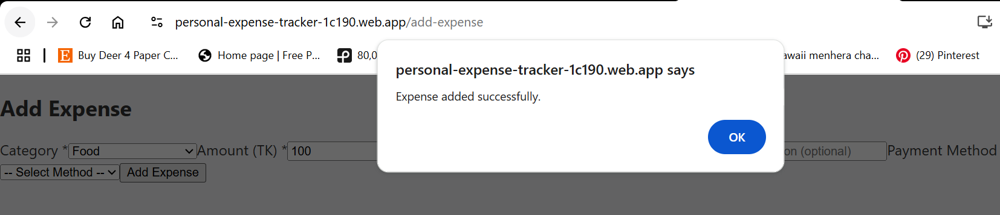 personal-expense-tracker-1c190.web.app/add-expense
Buy Deer 4 Paper C... Home page | Free P... 80,0 awaii menhera cha... (29) Pinterest
personal-expense-tracker-1c190.web.app says
Expense added successfully.
OK
Add Expense
Category * Food Amount (TK) * 100 on (optional) Payment Method
-- Select Method -- Add Expense